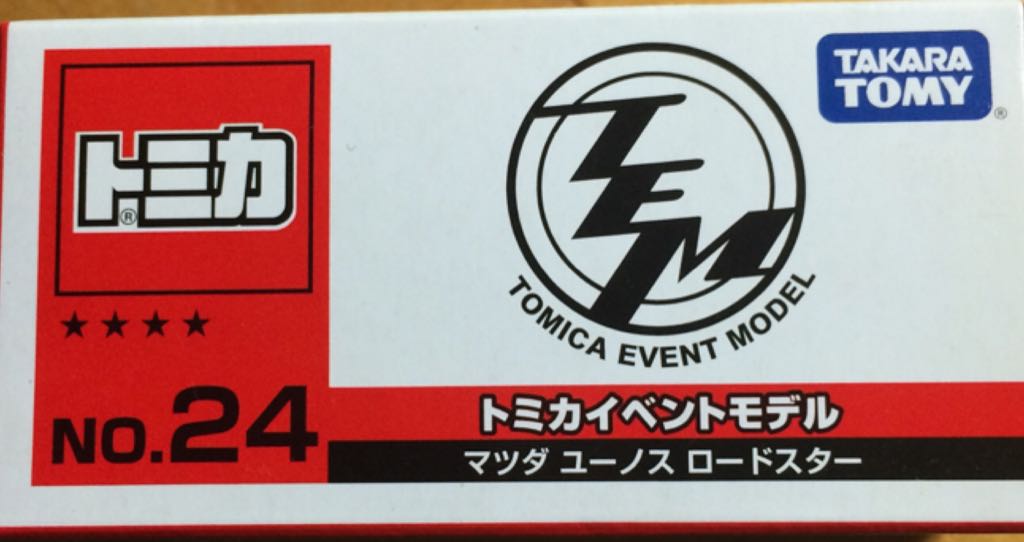 トミカ®
★★★★
NO.24
TEM
TOMICA EVENT MODEL
TAKARA
TOMY®
トミカイベントモデル
マツダ ユーノス ロードスター